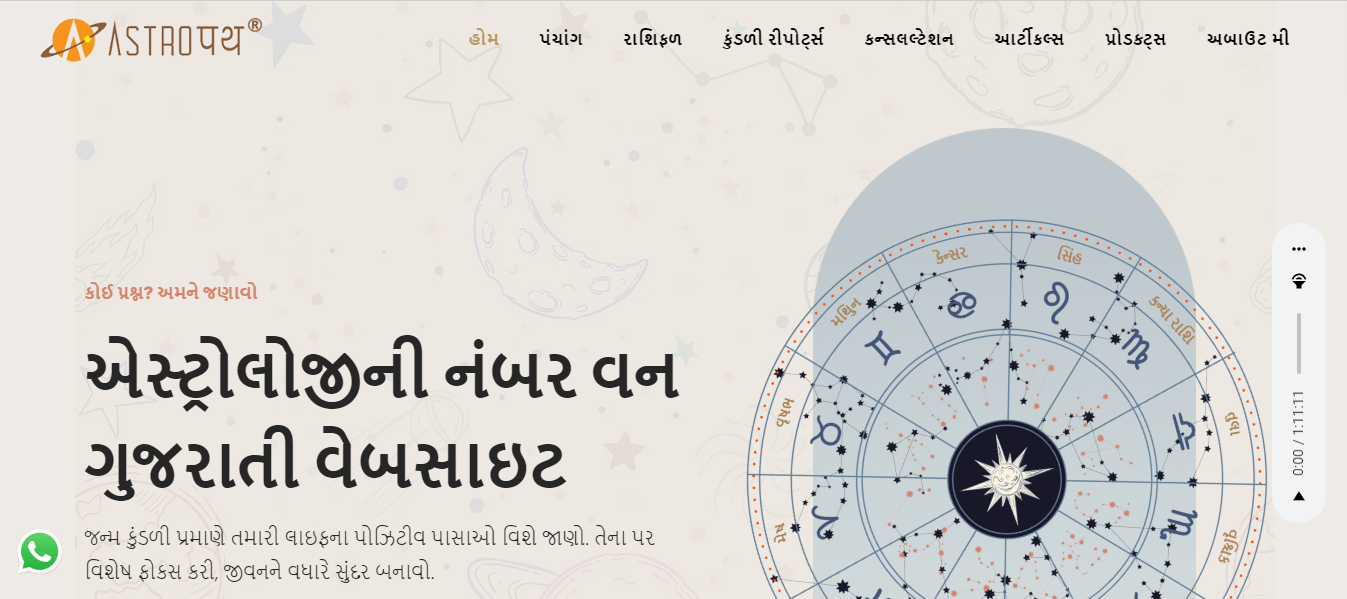 ASTROપથ®
હોમ પંચાંગ રાશિફળ કુંડળી રીપોર્ટ્સ કન્સલ્ટેશન આર્ટીકલ્સ પ્રોડક્ટ્સ અબાઉટ મી
કોઈ પ્રશ્ન? અમને જણાવો
એસ્ટ્રોલોજીની નંબર વન
ગુજરાતી વેબસાઇટ
જન્મ કુંડળી પ્રમાણે તમારી લાઇફના પોઝિટીવ પાસાઓ વિશે જાણો. તેના પર
વિશેષ ફોકસ કરી, જીવનને વધારે સુંદર બનાવો.
કેન્સર
સિંહ
મિથુન
કન્યા રાશિ
વૃષભ
તુલા
મેષ
વૃશ્ચિક
0:00 / 1:11:11